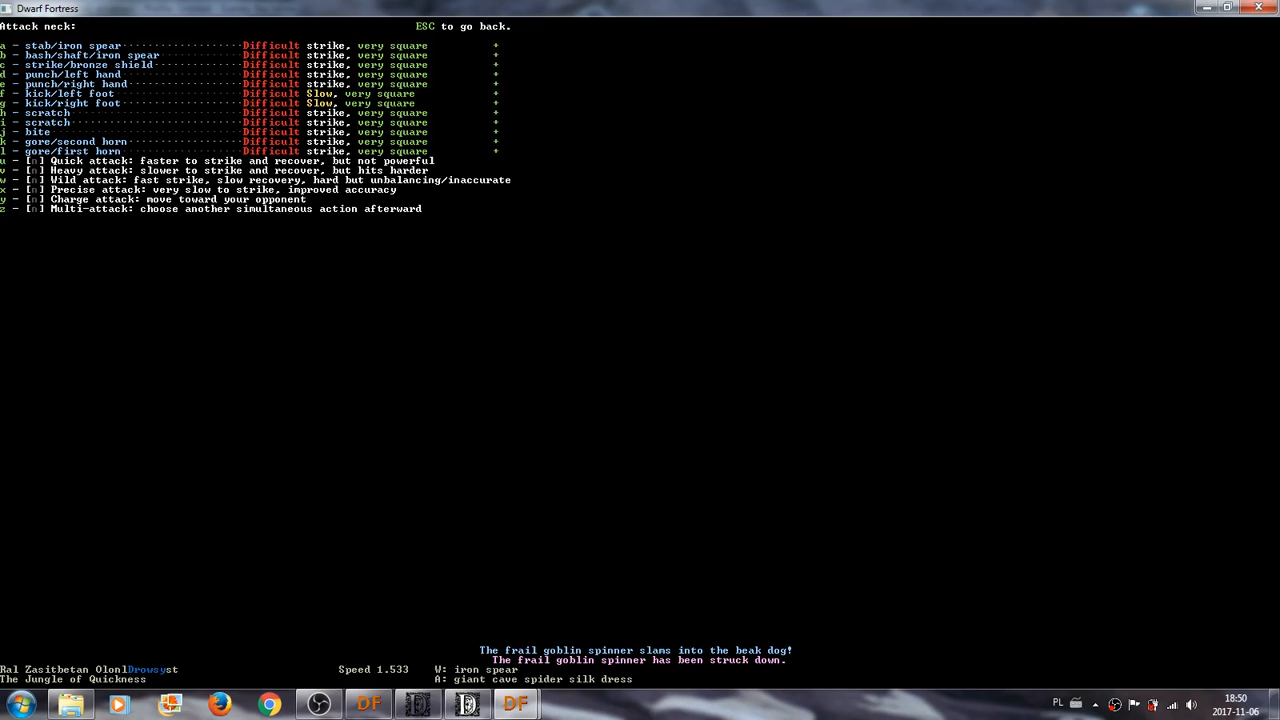 Dwarf Fortress
Attack neck: ESC to go back.
a - stab/iron spear Difficult strike, very square +
b - bash/shaft/iron spear Difficult strike, very square +
c - strike/bronze shield Difficult strike, very square +
d - punch/left hand Difficult strike, very square +
e - punch/right hand Difficult strike, very square +
f - kick/left foot Difficult Slow, very square +
g - kick/right foot Difficult Slow, very square +
h - scratch Difficult strike, very square +
i - scratch Difficult strike, very square +
j - bite Difficult strike, very square +
k - gore/second horn Difficult strike, very square +
l - gore/first horn Difficult strike, very square +
u - [n] Quick attack: faster to strike and recover, but not powerful
v - [n] Heavy attack: slower to strike and recover, but hits harder
w - [n] Wild attack: fast strike, slow recovery, hard but unbalancing/inaccurate
x - [n] Precise attack: very slow to strike, improved accuracy
y - [n] Charge attack: move toward your opponent
z - [n] Multi-attack: choose another simultaneous action afterward
The frail goblin spinner slams into the beak dog!
The frail goblin spinner has been struck down.
Ral Zasitbetan OlonlDrowsyst Speed 1.533 W: iron spear
The Jungle of Quickness A: giant cave spider silk dress
DF DF PL 18:50
2017-11-06